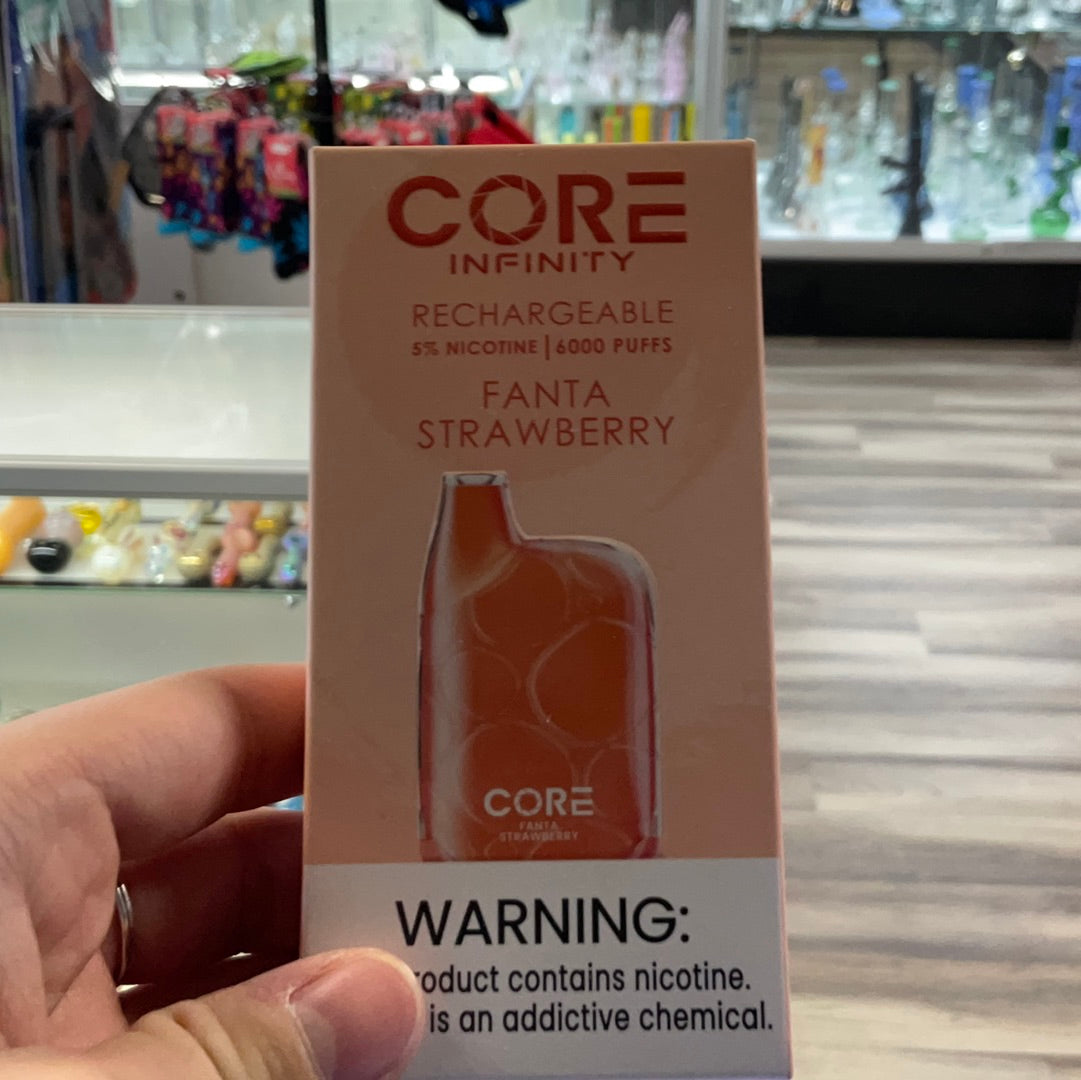 CORE
INFINITY
RECHARGEABLE
5% NICOTINE | 6000 PUFFS
FANTA
STRAWBERRY
CORE
FANTA
STRAWBERRY
WARNING:
roduct contains nicotine.
is an addictive chemical.